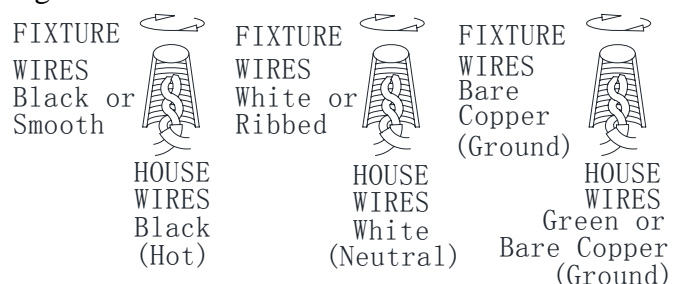 FIXTURE
WIRES
Black or
Smooth
HOUSE
WIRES
Black
(Hot)
FIXTURE
WIRES
White or
Ribbed
HOUSE
WIRES
White
(Neutral)
FIXTURE
WIRES
Bare
Copper
(Ground)
HOUSE
WIRES
Green or
Bare Copper
(Ground)